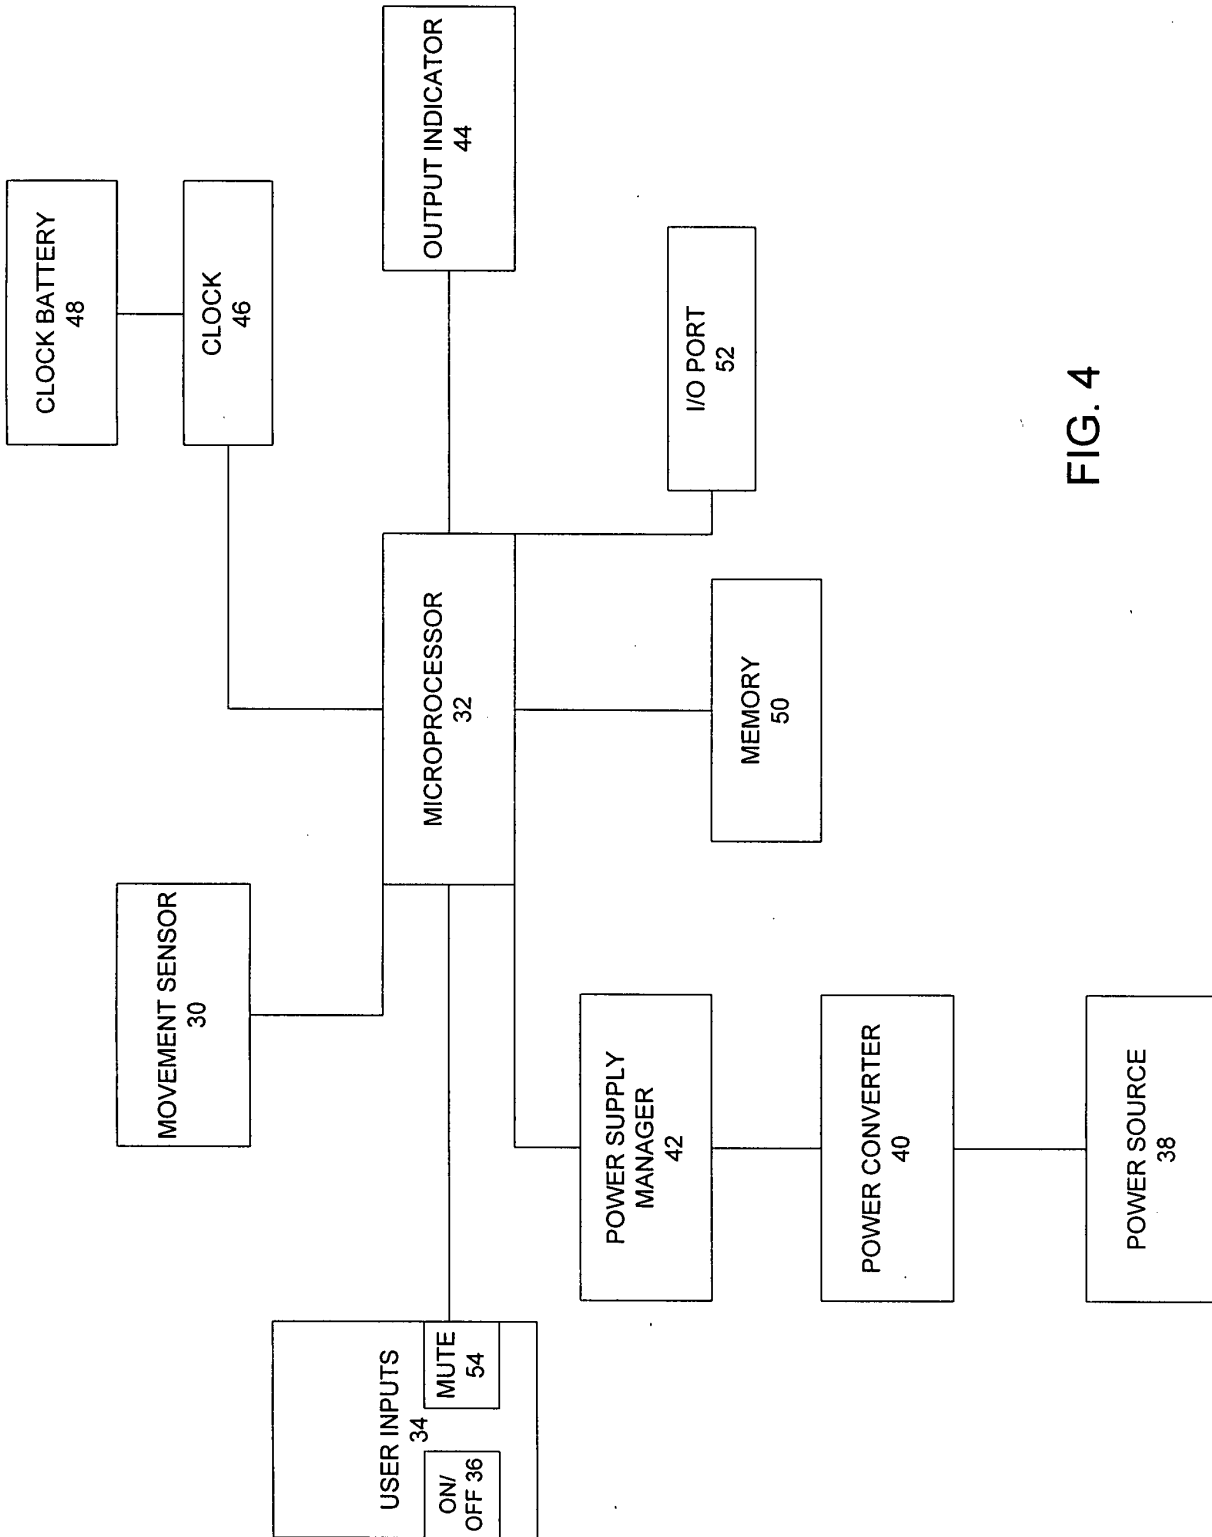 CLOCK BATTERY
48
CLOCK
46
OUTPUT INDICATOR
44
MOVEMENT SENSOR
30
MICROPROCESSOR
32
I/O PORT
52
USER INPUTS
34
ON/
OFF 36
MUTE
54
POWER SUPPLY
MANAGER
42
MEMORY
50
POWER CONVERTER
40
POWER SOURCE
38
FIG. 4